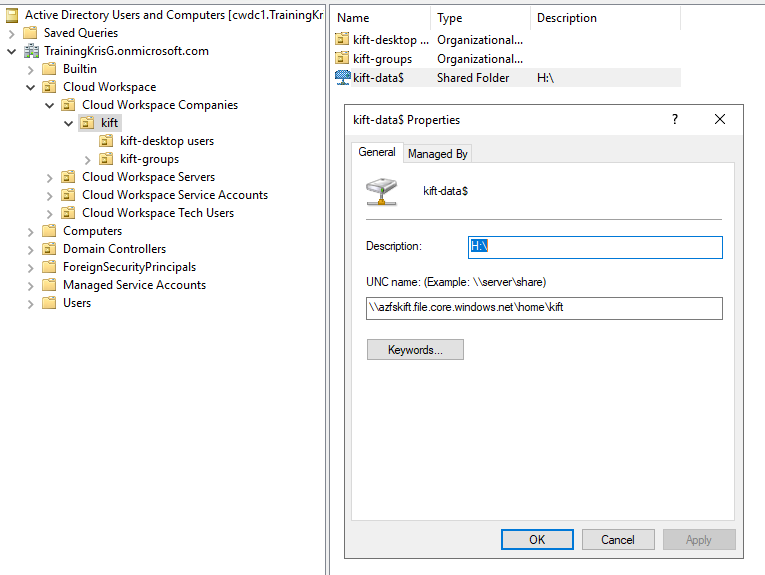 Active Directory Users and Computers [cwdc1.TrainingKr
Saved Queries
TrainingKrisG.onmicrosoft.com
Builtin
Cloud Workspace
Cloud Workspace Companies
kift
kift-desktop users
kift-groups
Cloud Workspace Servers
Cloud Workspace Service Accounts
Cloud Workspace Tech Users
Computers
Domain Controllers
ForeignSecurityPrincipals
Managed Service Accounts
Users
Name Type Description
kift-desktop ... Organizational...
kift-groups Organizational...
kift-data$ Shared Folder H:\
kift-data$ Properties ?
General Managed By
kift-data$
Description: H:\
UNC name: (Example: \\server\share)
\\azfskift.file.core.windows.net\home\kift
Keywords...
OK Cancel Apply